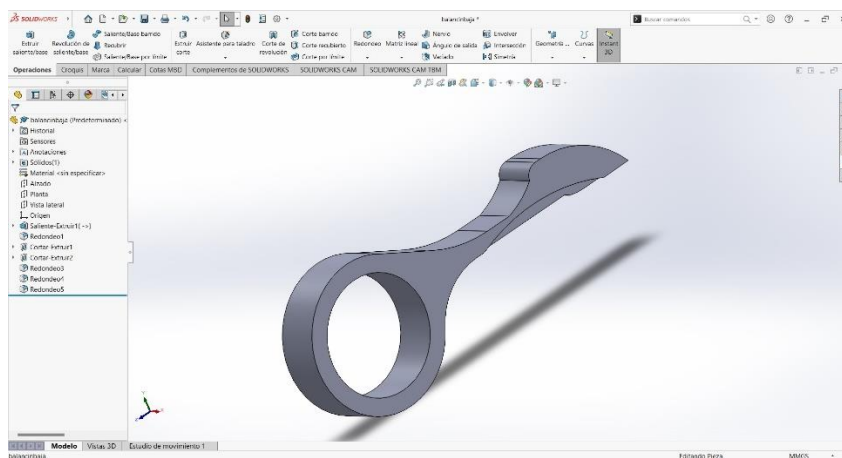 SOLIDWORKS
balancinbaja *
Buscar comandos
Extruir saliente/base
Revolución de saliente/base
Saliente/Base barrido
Recubrir
Saliente/Base por límite
Extruir corte
Asistente para taladro
Corte de revolución
Corte barrido
Corte recubierto
Corte por límite
Redondeo
Matriz lineal
Nervio
Ángulo de salida
Vaciado
Envolver
Intersección
Simetría
Geometría ...
Curvas
Instant 3D
Operaciones
Croquis
Marca
Calcular
Cotas MBD
Complementos de SOLIDWORKS
SOLIDWORKS CAM
SOLIDWORKS CAM TBM
balancinbaja (Predeterminado) <
Historial
Sensores
Anotaciones
Sólidos(1)
Material <sin especificar>
Alzado
Planta
Vista lateral
Origen
Saliente-Extruir1(->)
Redondeo1
Cortar-Extruir1
Cortar-Extruir2
Redondeo3
Redondeo4
Redondeo5
Modelo
Vistas 3D
Estudio de movimiento 1
balancinbaja
Editando Pieza
MMGS